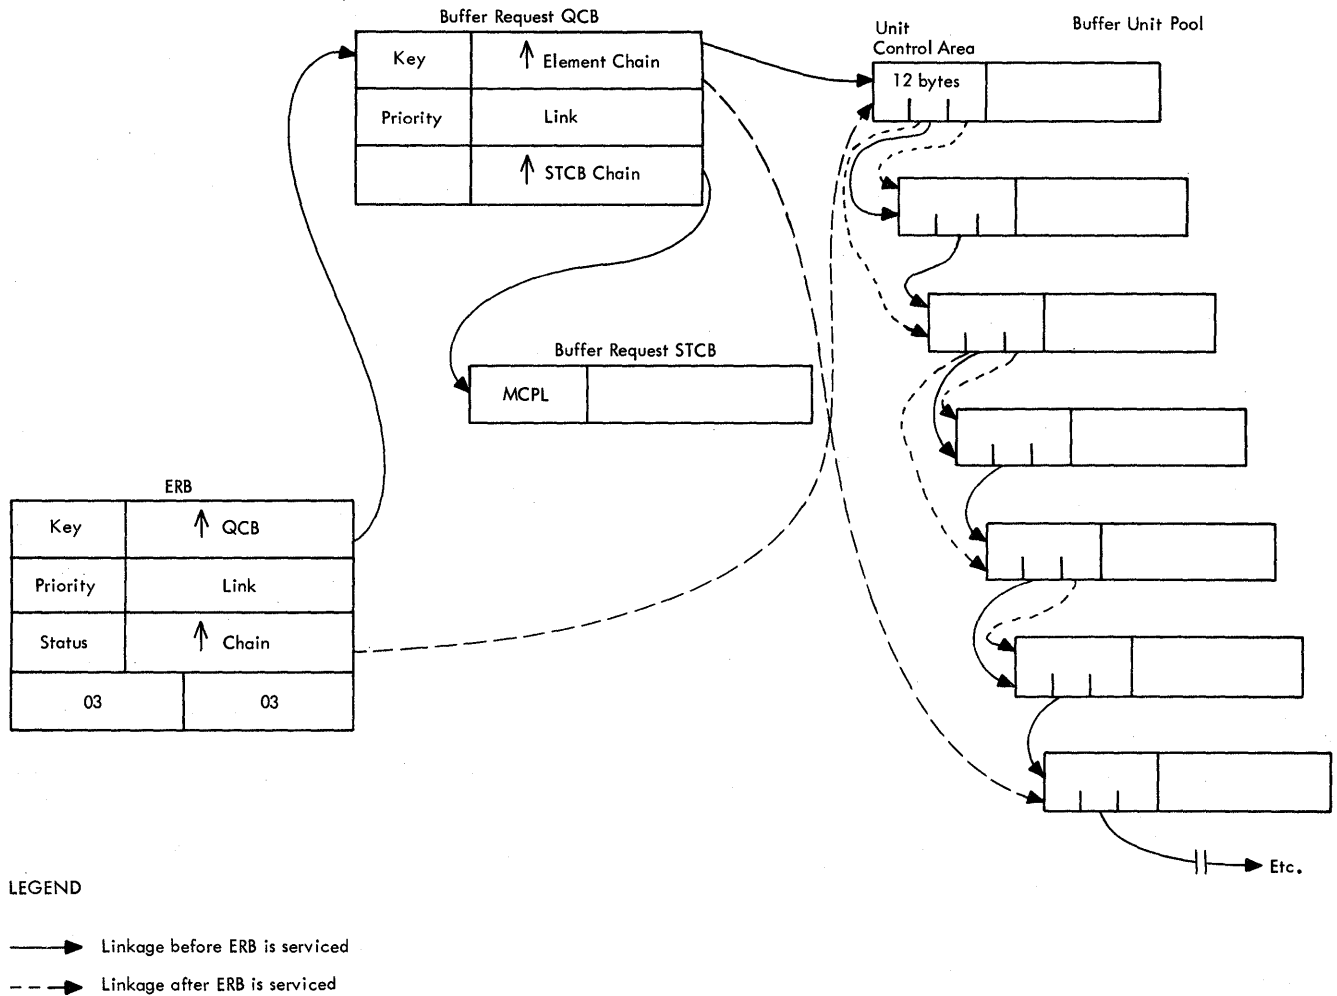 Buffer Request QCB
Key
↑ Element Chain
Priority
Link
↑ STCB Chain
Unit
Control Area
Buffer Unit Pool
12 bytes
Buffer Request STCB
MCPL
ERB
Key
↑ QCB
Priority
Link
Status
↑ Chain
03
03
Etc.
LEGEND
Linkage before ERB is serviced
Linkage after ERB is serviced